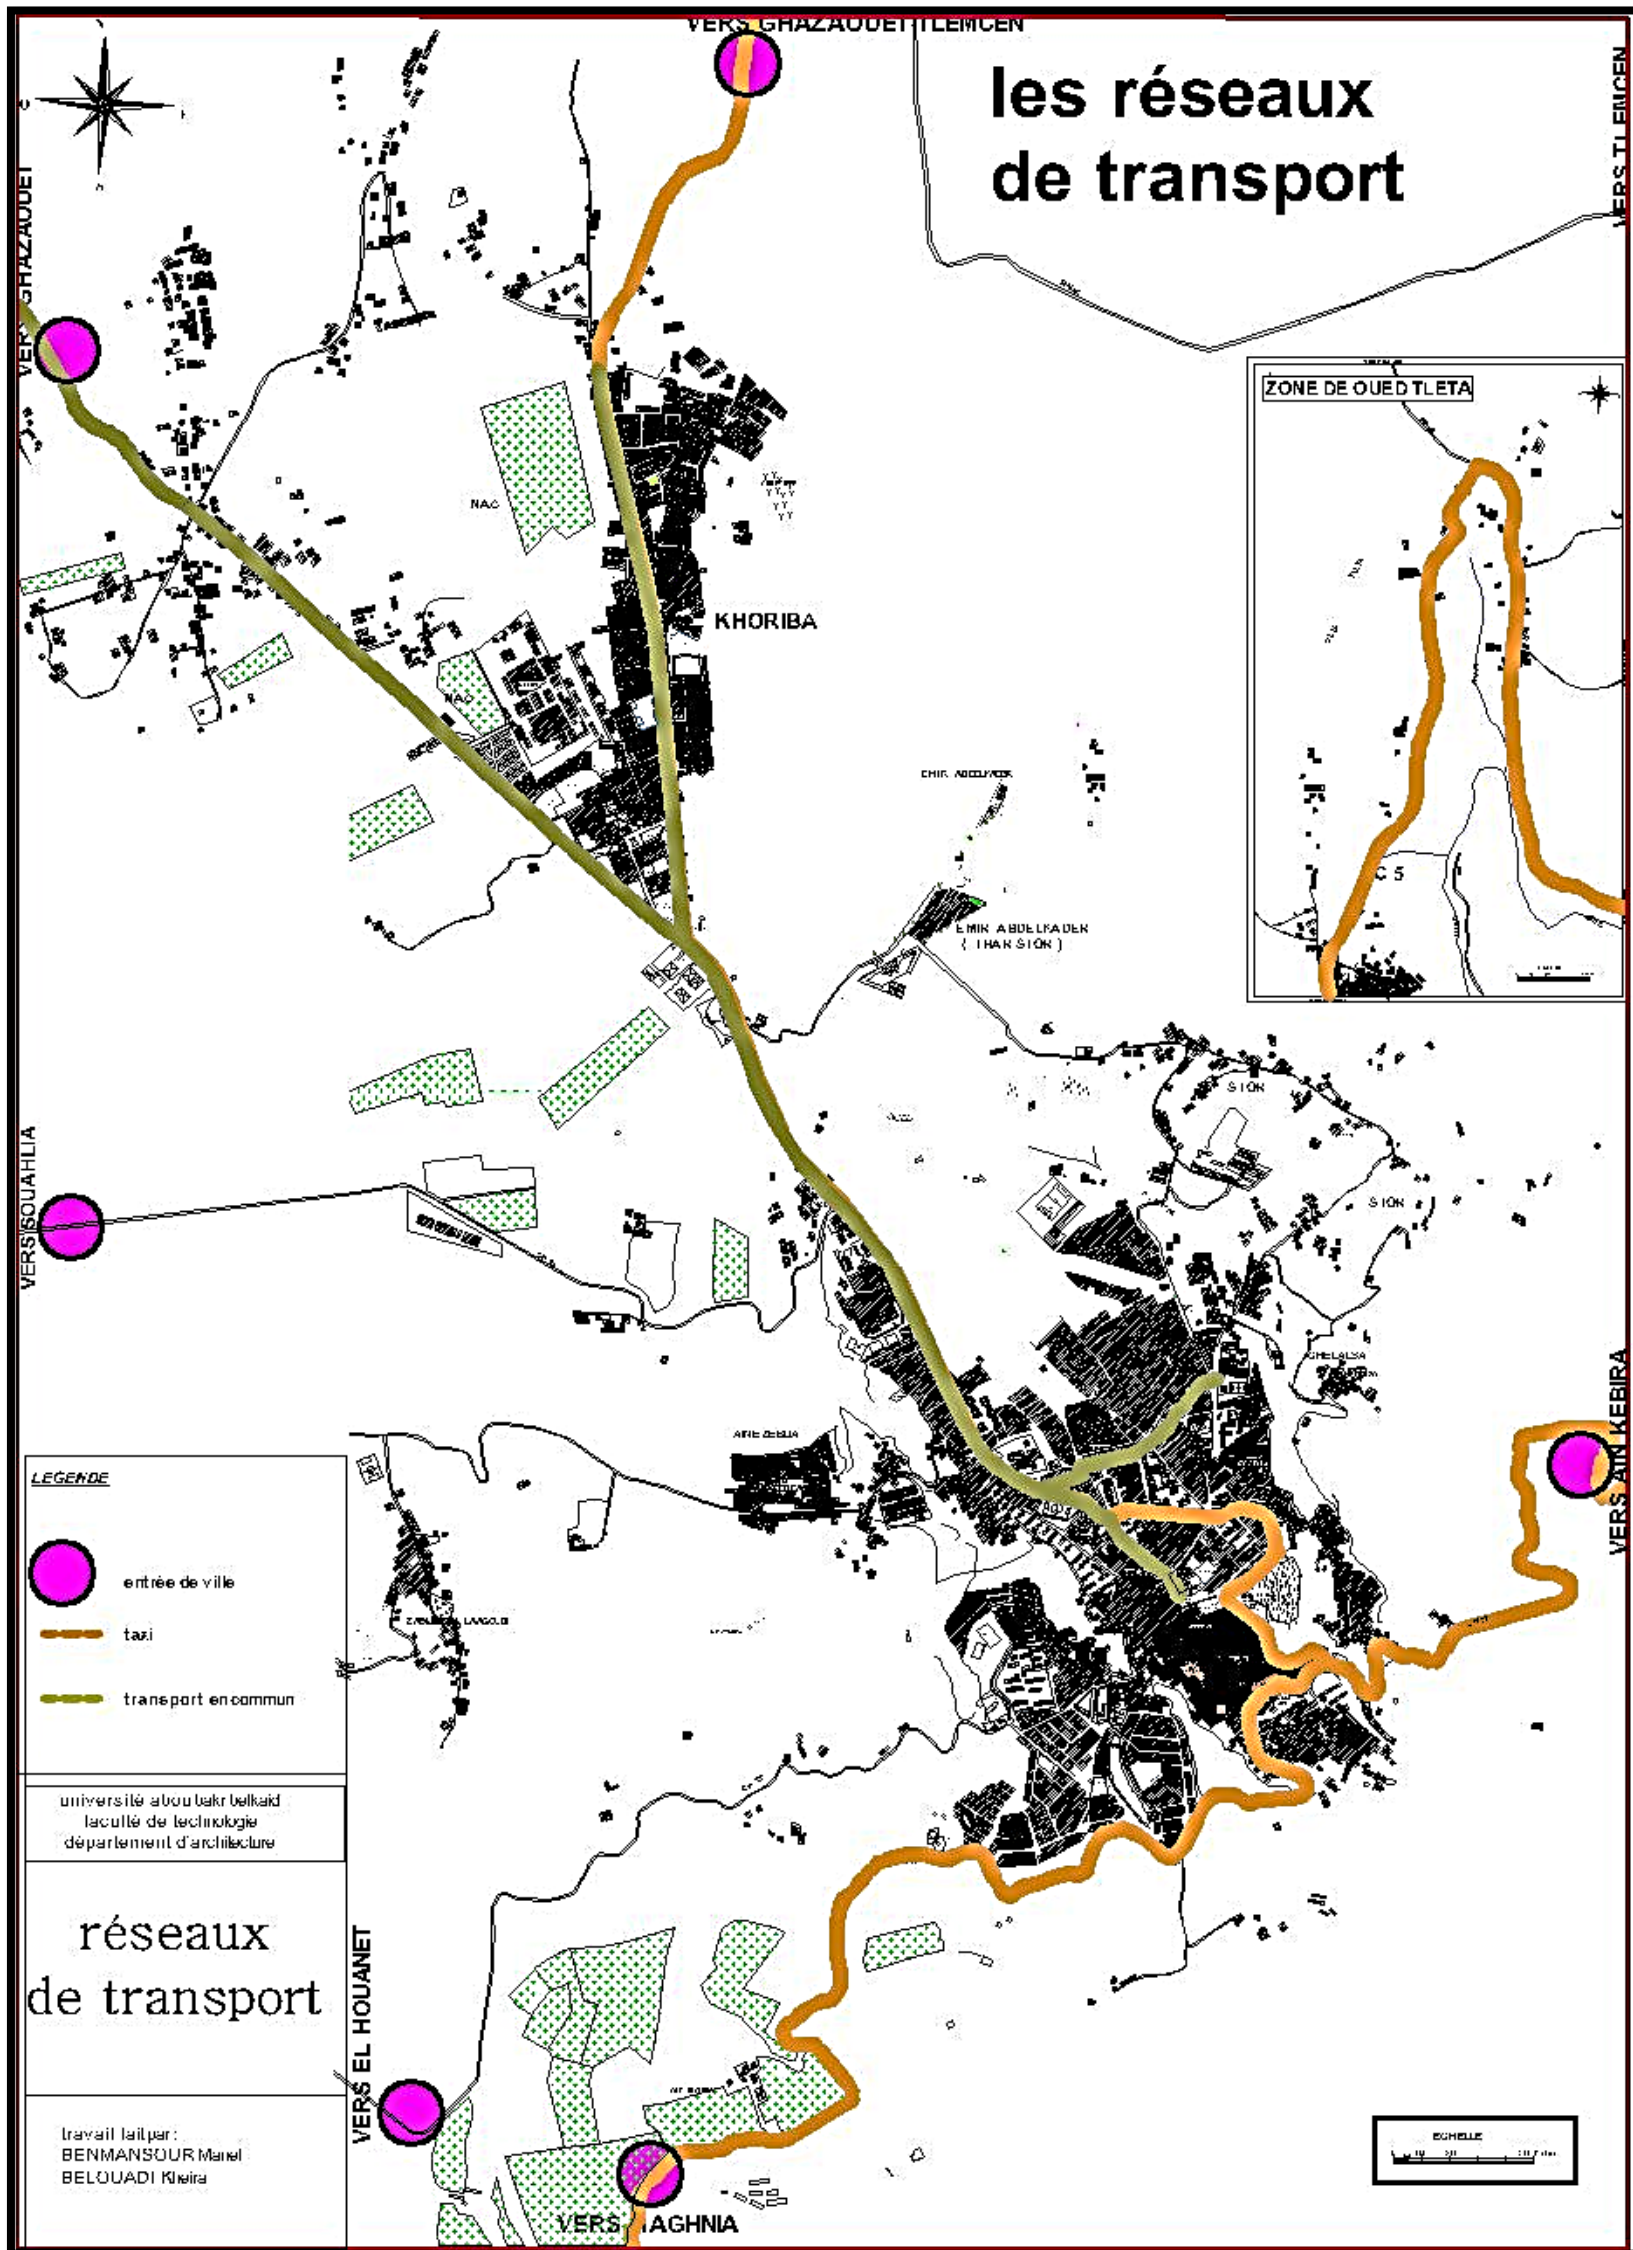 VERS GHAZAOUET TLEMCEN
les réseaux
de transport
VERS TLEMCEN
VERS GHAZAOUET
ZONE DE OUED TLETA
NAC
KHORIBA
NAC
C 5
EMIR ABDELKADER
EMIR ABDELKADER
( THAR STOR )
STOR
STOR
VERS SOUAHLIA
VERS AIN KEBIRA
LEGENDE
entrée de ville
taxi
transport en commun
université abou bakr belkaid
faculté de technologie
département d'architecture
réseaux
de transport
VERS EL HOUANET
travail fait par :
BENMANSOUR Manel
BELOUADI Kheira
ECHELLE
VERS TAGHNIA